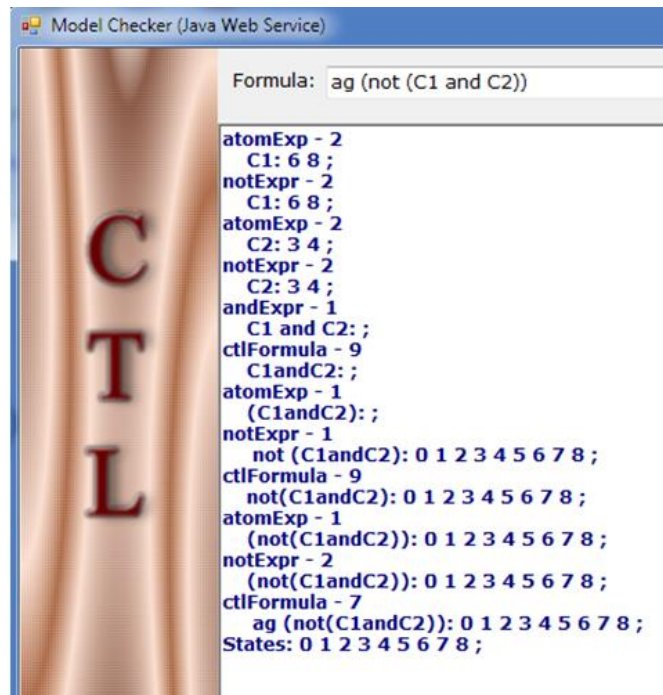 Model Checker (Java Web Service)
Formula: ag (not (C1 and C2))
C
T
L
atomExp - 2
C1: 6 8 ;
notExpr - 2
C1: 6 8 ;
atomExp - 2
C2: 3 4 ;
notExpr - 2
C2: 3 4 ;
andExpr - 1
C1 and C2: ;
ctlFormula - 9
C1andC2: ;
atomExp - 1
(C1andC2): ;
notExpr - 1
not (C1andC2): 0 1 2 3 4 5 6 7 8 ;
ctlFormula - 9
not(C1andC2): 0 1 2 3 4 5 6 7 8 ;
atomExp - 1
(not(C1andC2)): 0 1 2 3 4 5 6 7 8 ;
notExpr - 2
(not(C1andC2)): 0 1 2 3 4 5 6 7 8 ;
ctlFormula - 7
ag (not(C1andC2)): 0 1 2 3 4 5 6 7 8 ;
States: 0 1 2 3 4 5 6 7 8 ;